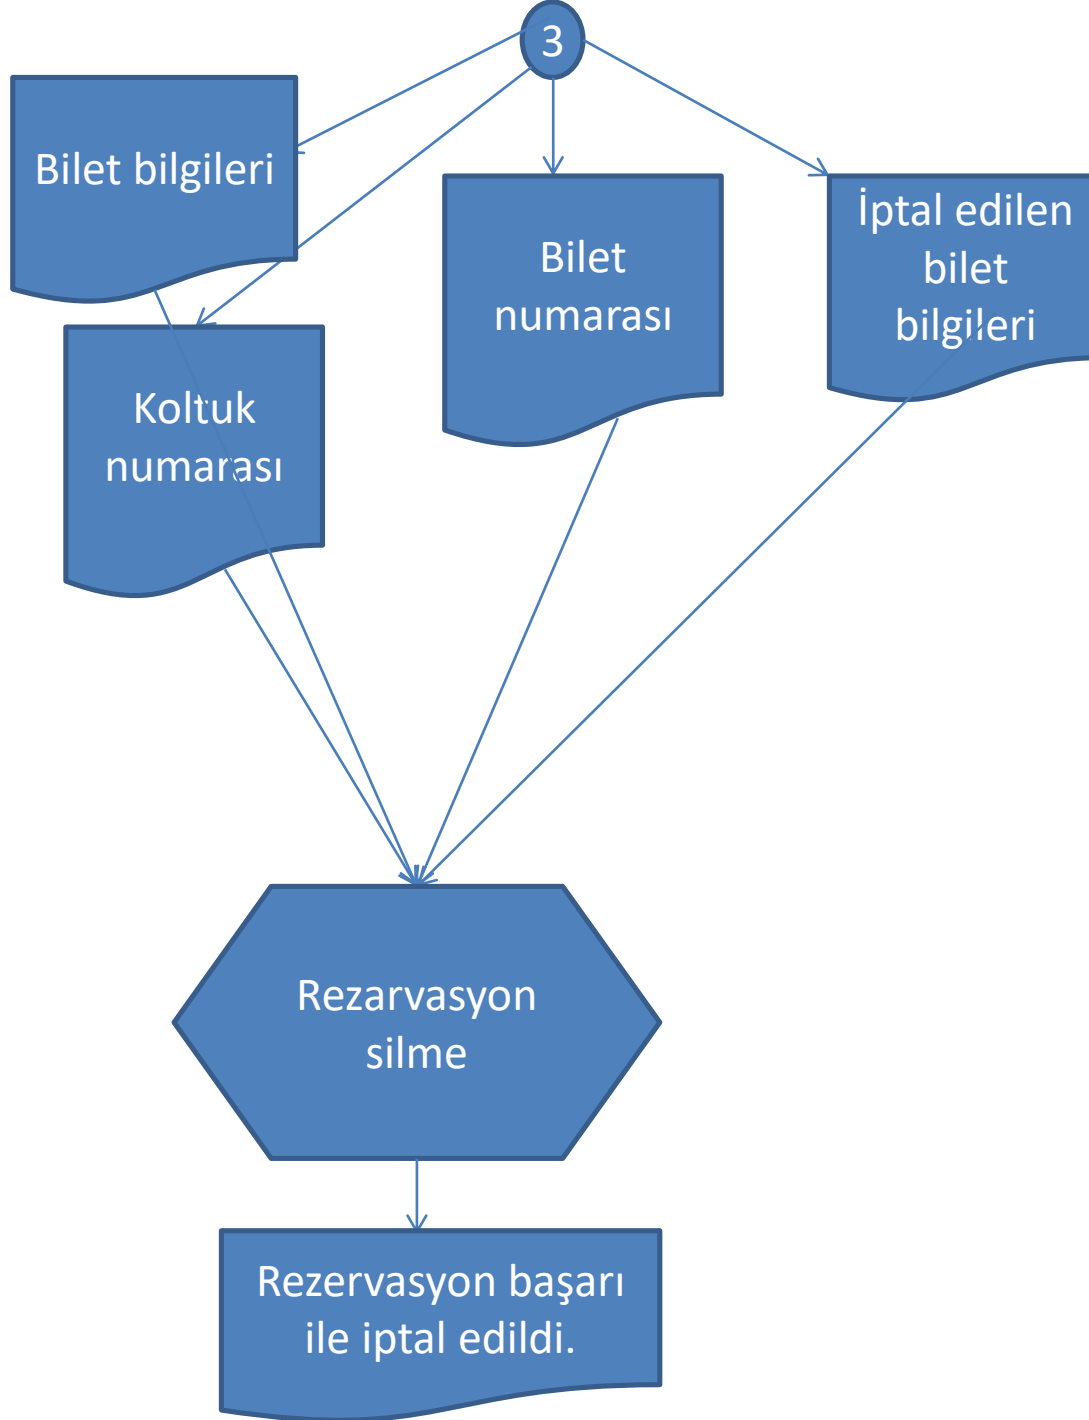 3
Bilet bilgileri
Bilet
numarası
İptal edilen
bilet
bilgileri
Koltuk
numarası
Rezarvasyon
silme
Rezervasyon başarı
ile iptal edildi.